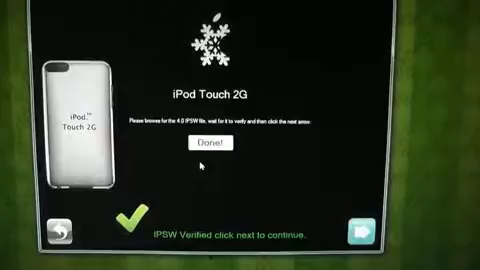 iPod Touch 2G
Please browse for the 4.0 IPSW file, wait for it to verify and then click the next arrow.
iPod™
Touch 2G
Done!
IPSW Verified click next to continue.